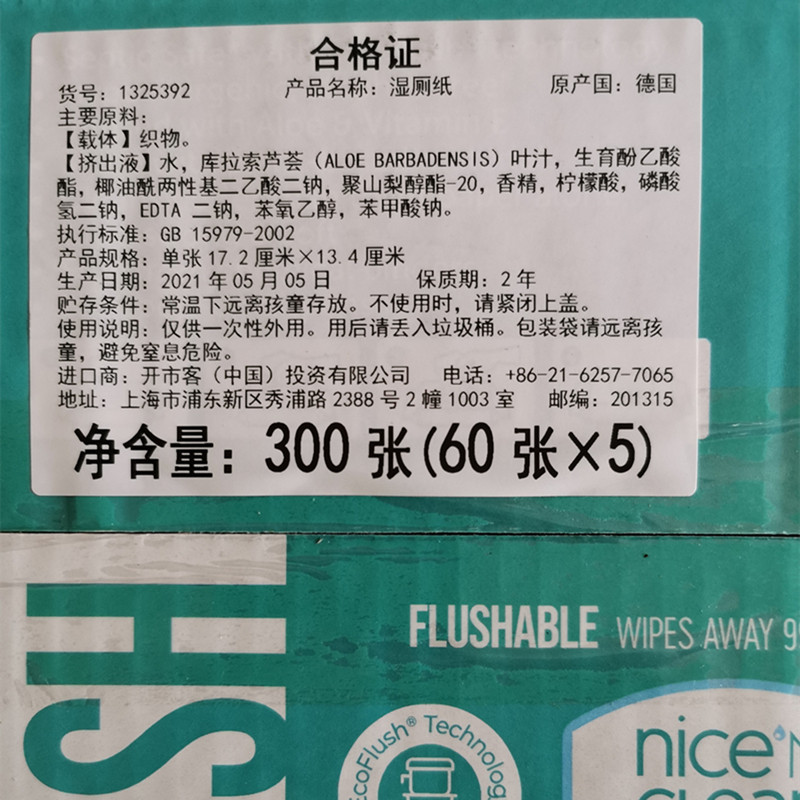 合格证
货号：1325392 产品名称：湿厕纸 原产国：德国
主要原料：
【载体】织物。
【挤出液】水，库拉索芦荟（ALOE BARBADENSIS）叶汁，生育酚乙酸
酯，椰油酰两性基二乙酸二钠，聚山梨醇酯-20，香精，柠檬酸，磷酸
氢二钠，EDTA 二钠，苯氧乙醇，苯甲酸钠。
执行标准：GB 15979-2002
产品规格：单张 17.2 厘米×13.4 厘米
生产日期：2021 年 05 月 05 日 保质期：2 年
贮存条件：常温下远离孩童存放。不使用时，请紧闭上盖。
使用说明：仅供一次性外用。用后请丢入垃圾桶。包装袋请远离孩
童，避免窒息危险。
进口商：开市客（中国）投资有限公司 电话：+86-21-6257-7065
地址：上海市浦东新区秀浦路 2388 号 2 幢 1003 室 邮编：201315
净含量：300 张(60 张×5)
FLUSHABLE WIPES AWAY
EcoFlush® Technology
nice'N
SH